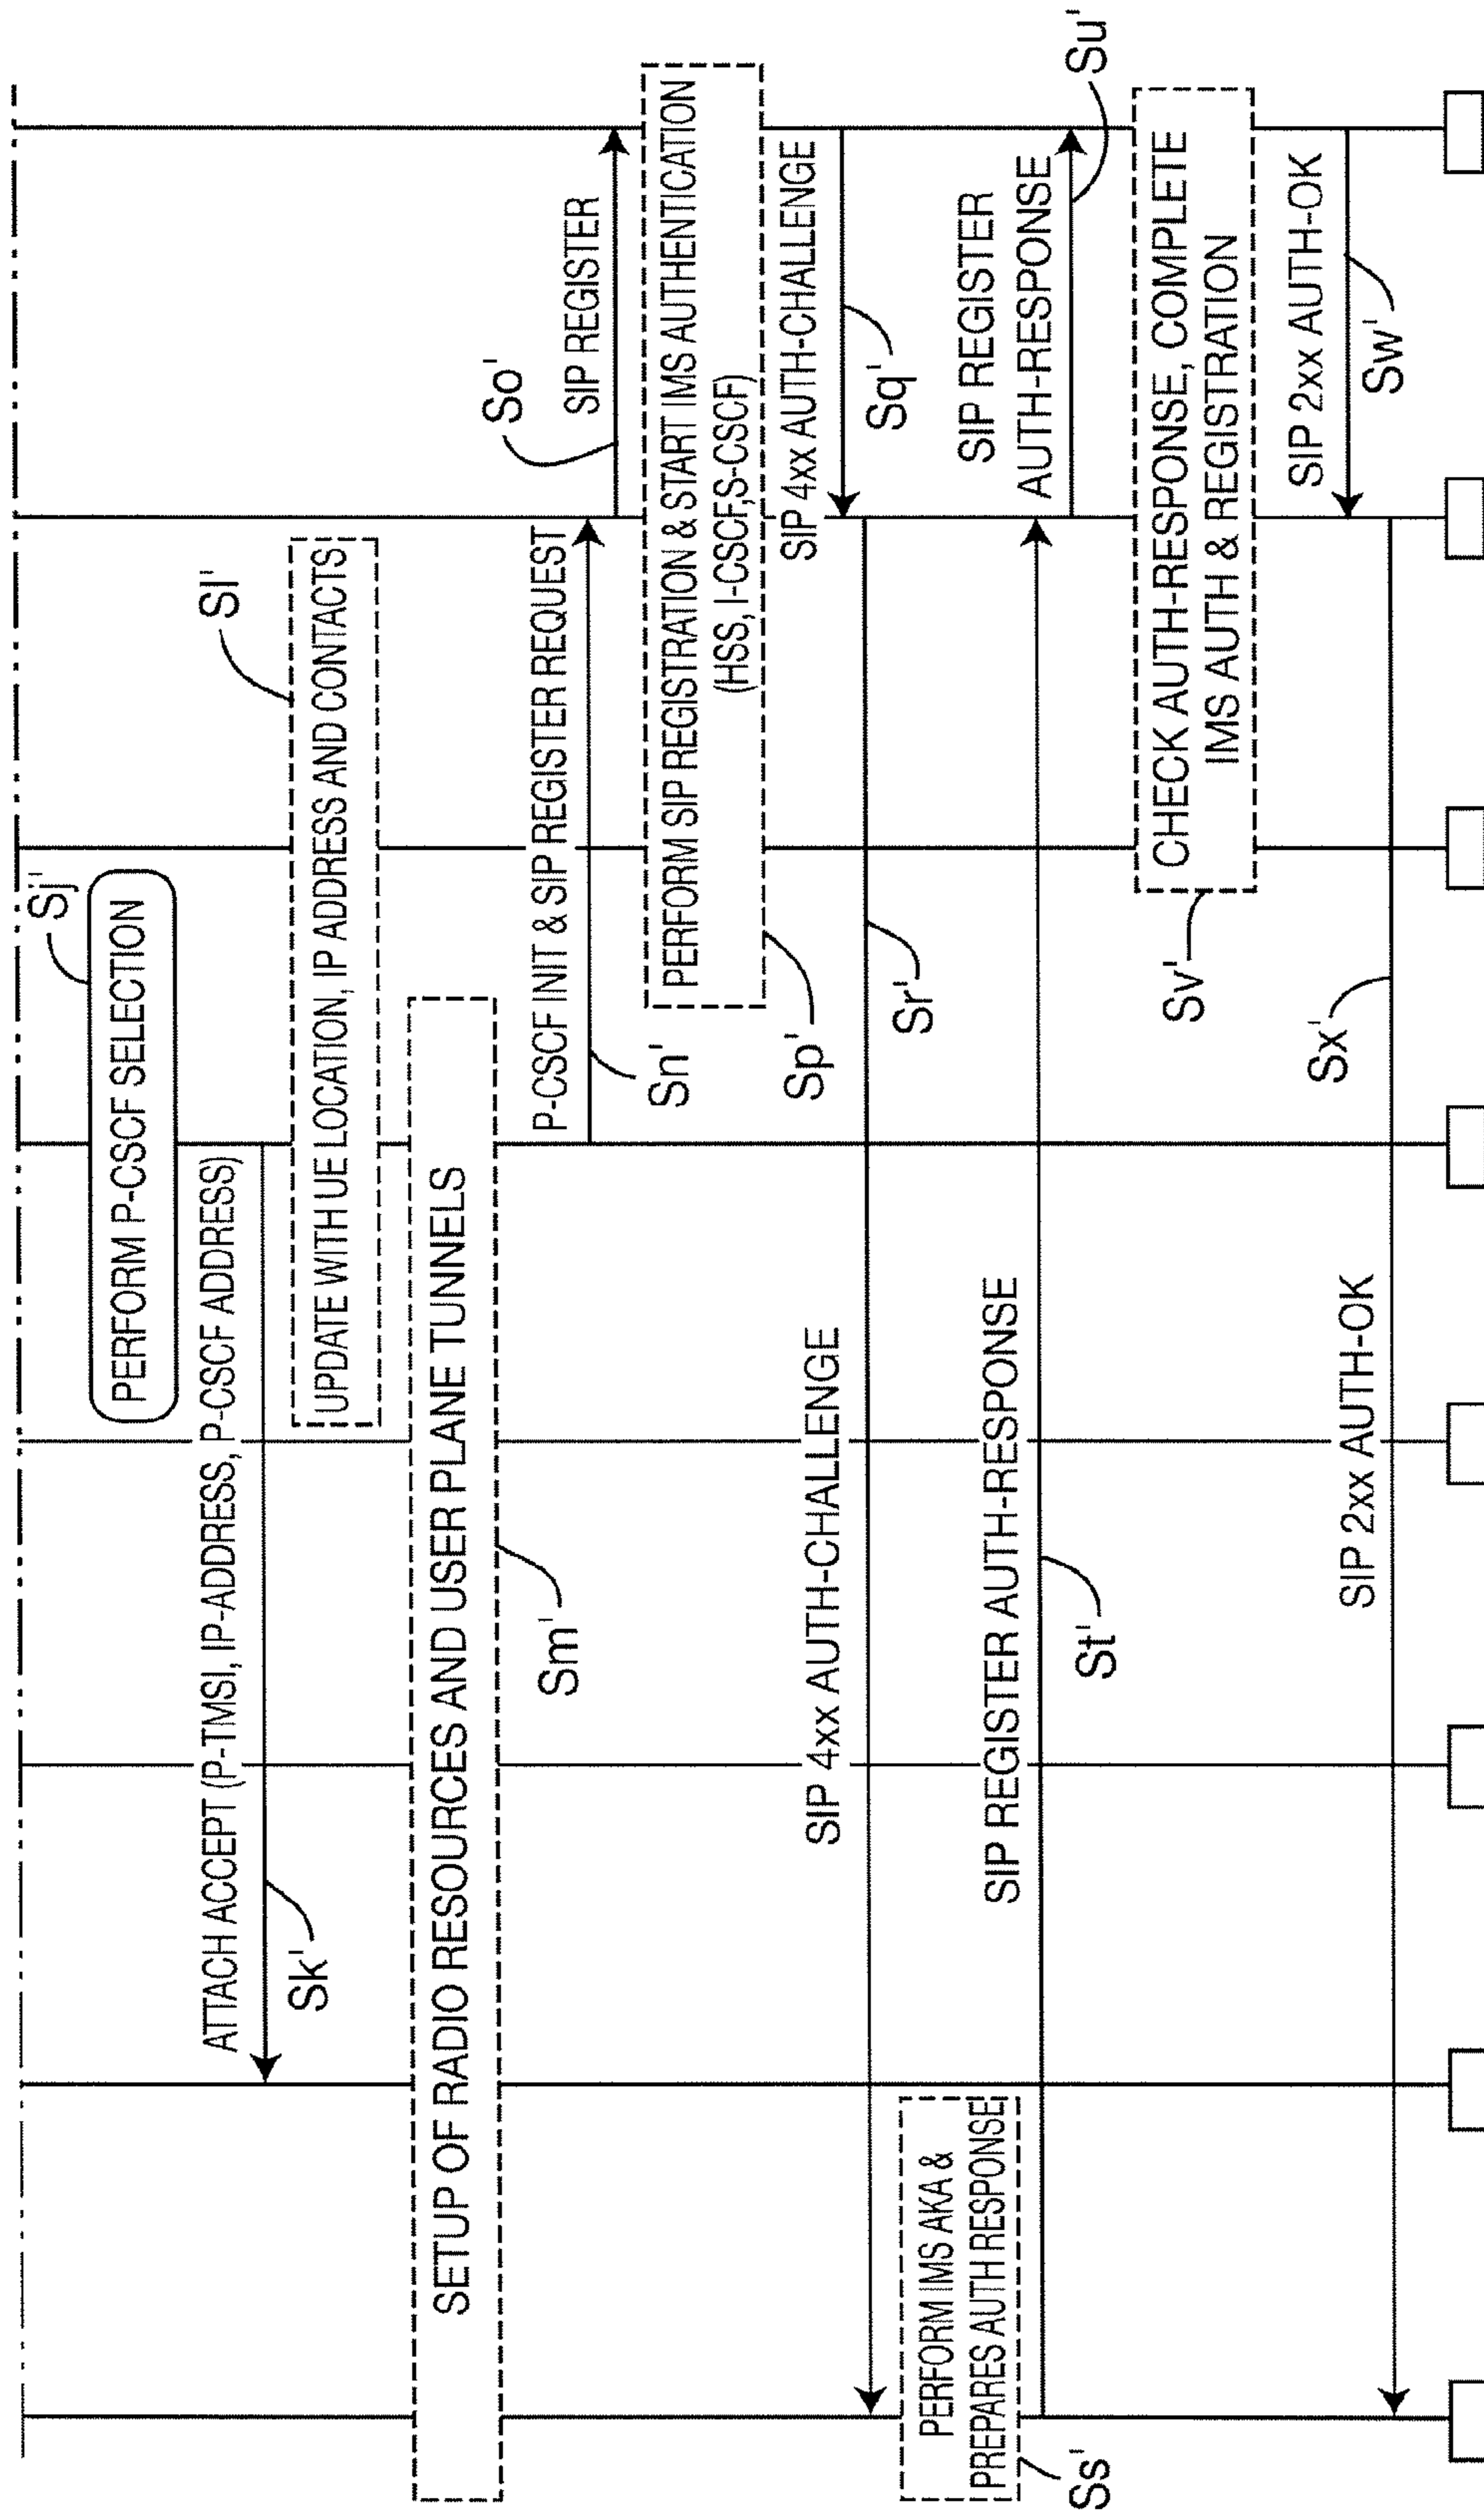 Sj'
PERFORM P-CSCF SELECTION
ATTACH ACCEPT (P-TMSI, IP-ADDRESS, P-CSCF ADDRESS)
Sk'
Sl'
UPDATE WITH UE LOCATION, IP ADDRESS AND CONTACTS
SETUP OF RADIO RESOURCES AND USER PLANE TUNNELS
Sm'
P-CSCF INIT & SIP REGISTER REQUEST
Sn'
So'
SIP REGISTER
PERFORM SIP REGISTRATION & START IMS AUTHENTICATION
(HSS, I-CSCF,S-CSCF)
Sp'
SIP 4xx AUTH-CHALLENGE
Sq'
SIP 4xx AUTH-CHALLENGE
Sr'
PERFORM IMS AKA &
PREPARES AUTH RESPONSE
Ss'
SIP REGISTER AUTH-RESPONSE
St'
SIP REGISTER
AUTH-RESPONSE
Su'
CHECK AUTH-RESPONSE, COMPLETE
IMS AUTH & REGISTRATION
Sv'
SIP 2xx AUTH-OK
Sw'
SIP 2xx AUTH-OK
Sx'